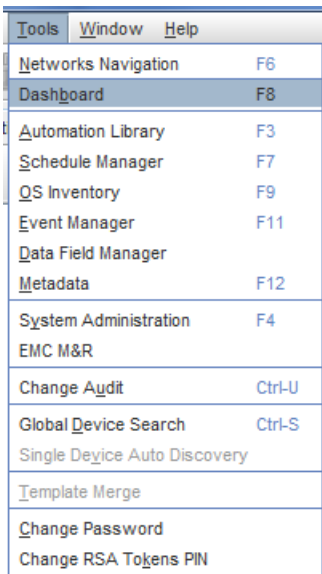 Tools Window Help
Networks Navigation F6
Dashboard F8
Automation Library F3
Schedule Manager F7
OS Inventory F9
Event Manager F11
Data Field Manager
Metadata F12
System Administration F4
EMC M&R
Change Audit Ctrl-U
Global Device Search Ctrl-S
Single Device Auto Discovery
Template Merge
Change Password
Change RSA Tokens PIN